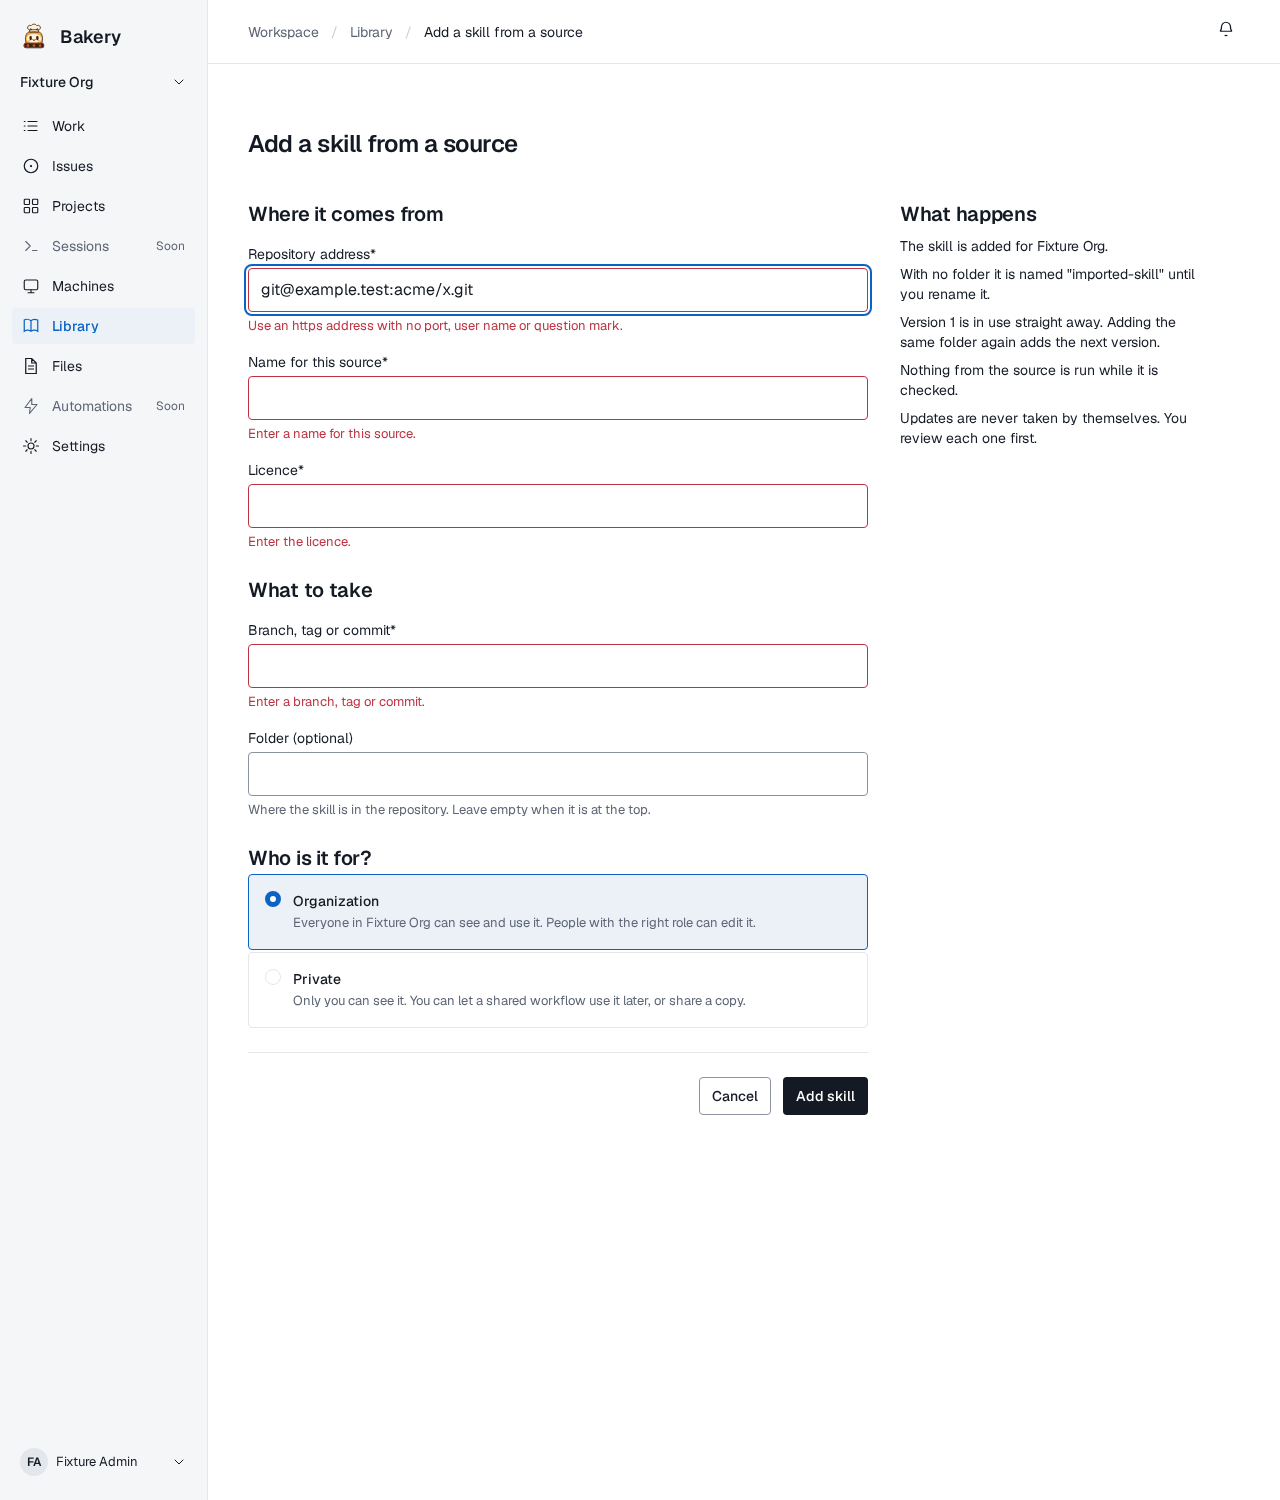 Bakery
Fixture Org
Work
Issues
Projects
Sessions Soon
Machines
Library
Files
Automations Soon
Settings
FA Fixture Admin
Workspace / Library / Add a skill from a source
Add a skill from a source
Where it comes from
Repository address*
git@example.test:acme/x.git
Use an https address with no port, user name or question mark.
Name for this source*
Enter a name for this source.
Licence*
Enter the licence.
What to take
Branch, tag or commit*
Enter a branch, tag or commit.
Folder (optional)
Where the skill is in the repository. Leave empty when it is at the top.
Who is it for?
Organization
Everyone in Fixture Org can see and use it. People with the right role can edit it.
Private
Only you can see it. You can let a shared workflow use it later, or share a copy.
Cancel Add skill
What happens
The skill is added for Fixture Org.
With no folder it is named "imported-skill" until
you rename it.
Version 1 is in use straight away. Adding the
same folder again adds the next version.
Nothing from the source is run while it is
checked.
Updates are never taken by themselves. You
review each one first.